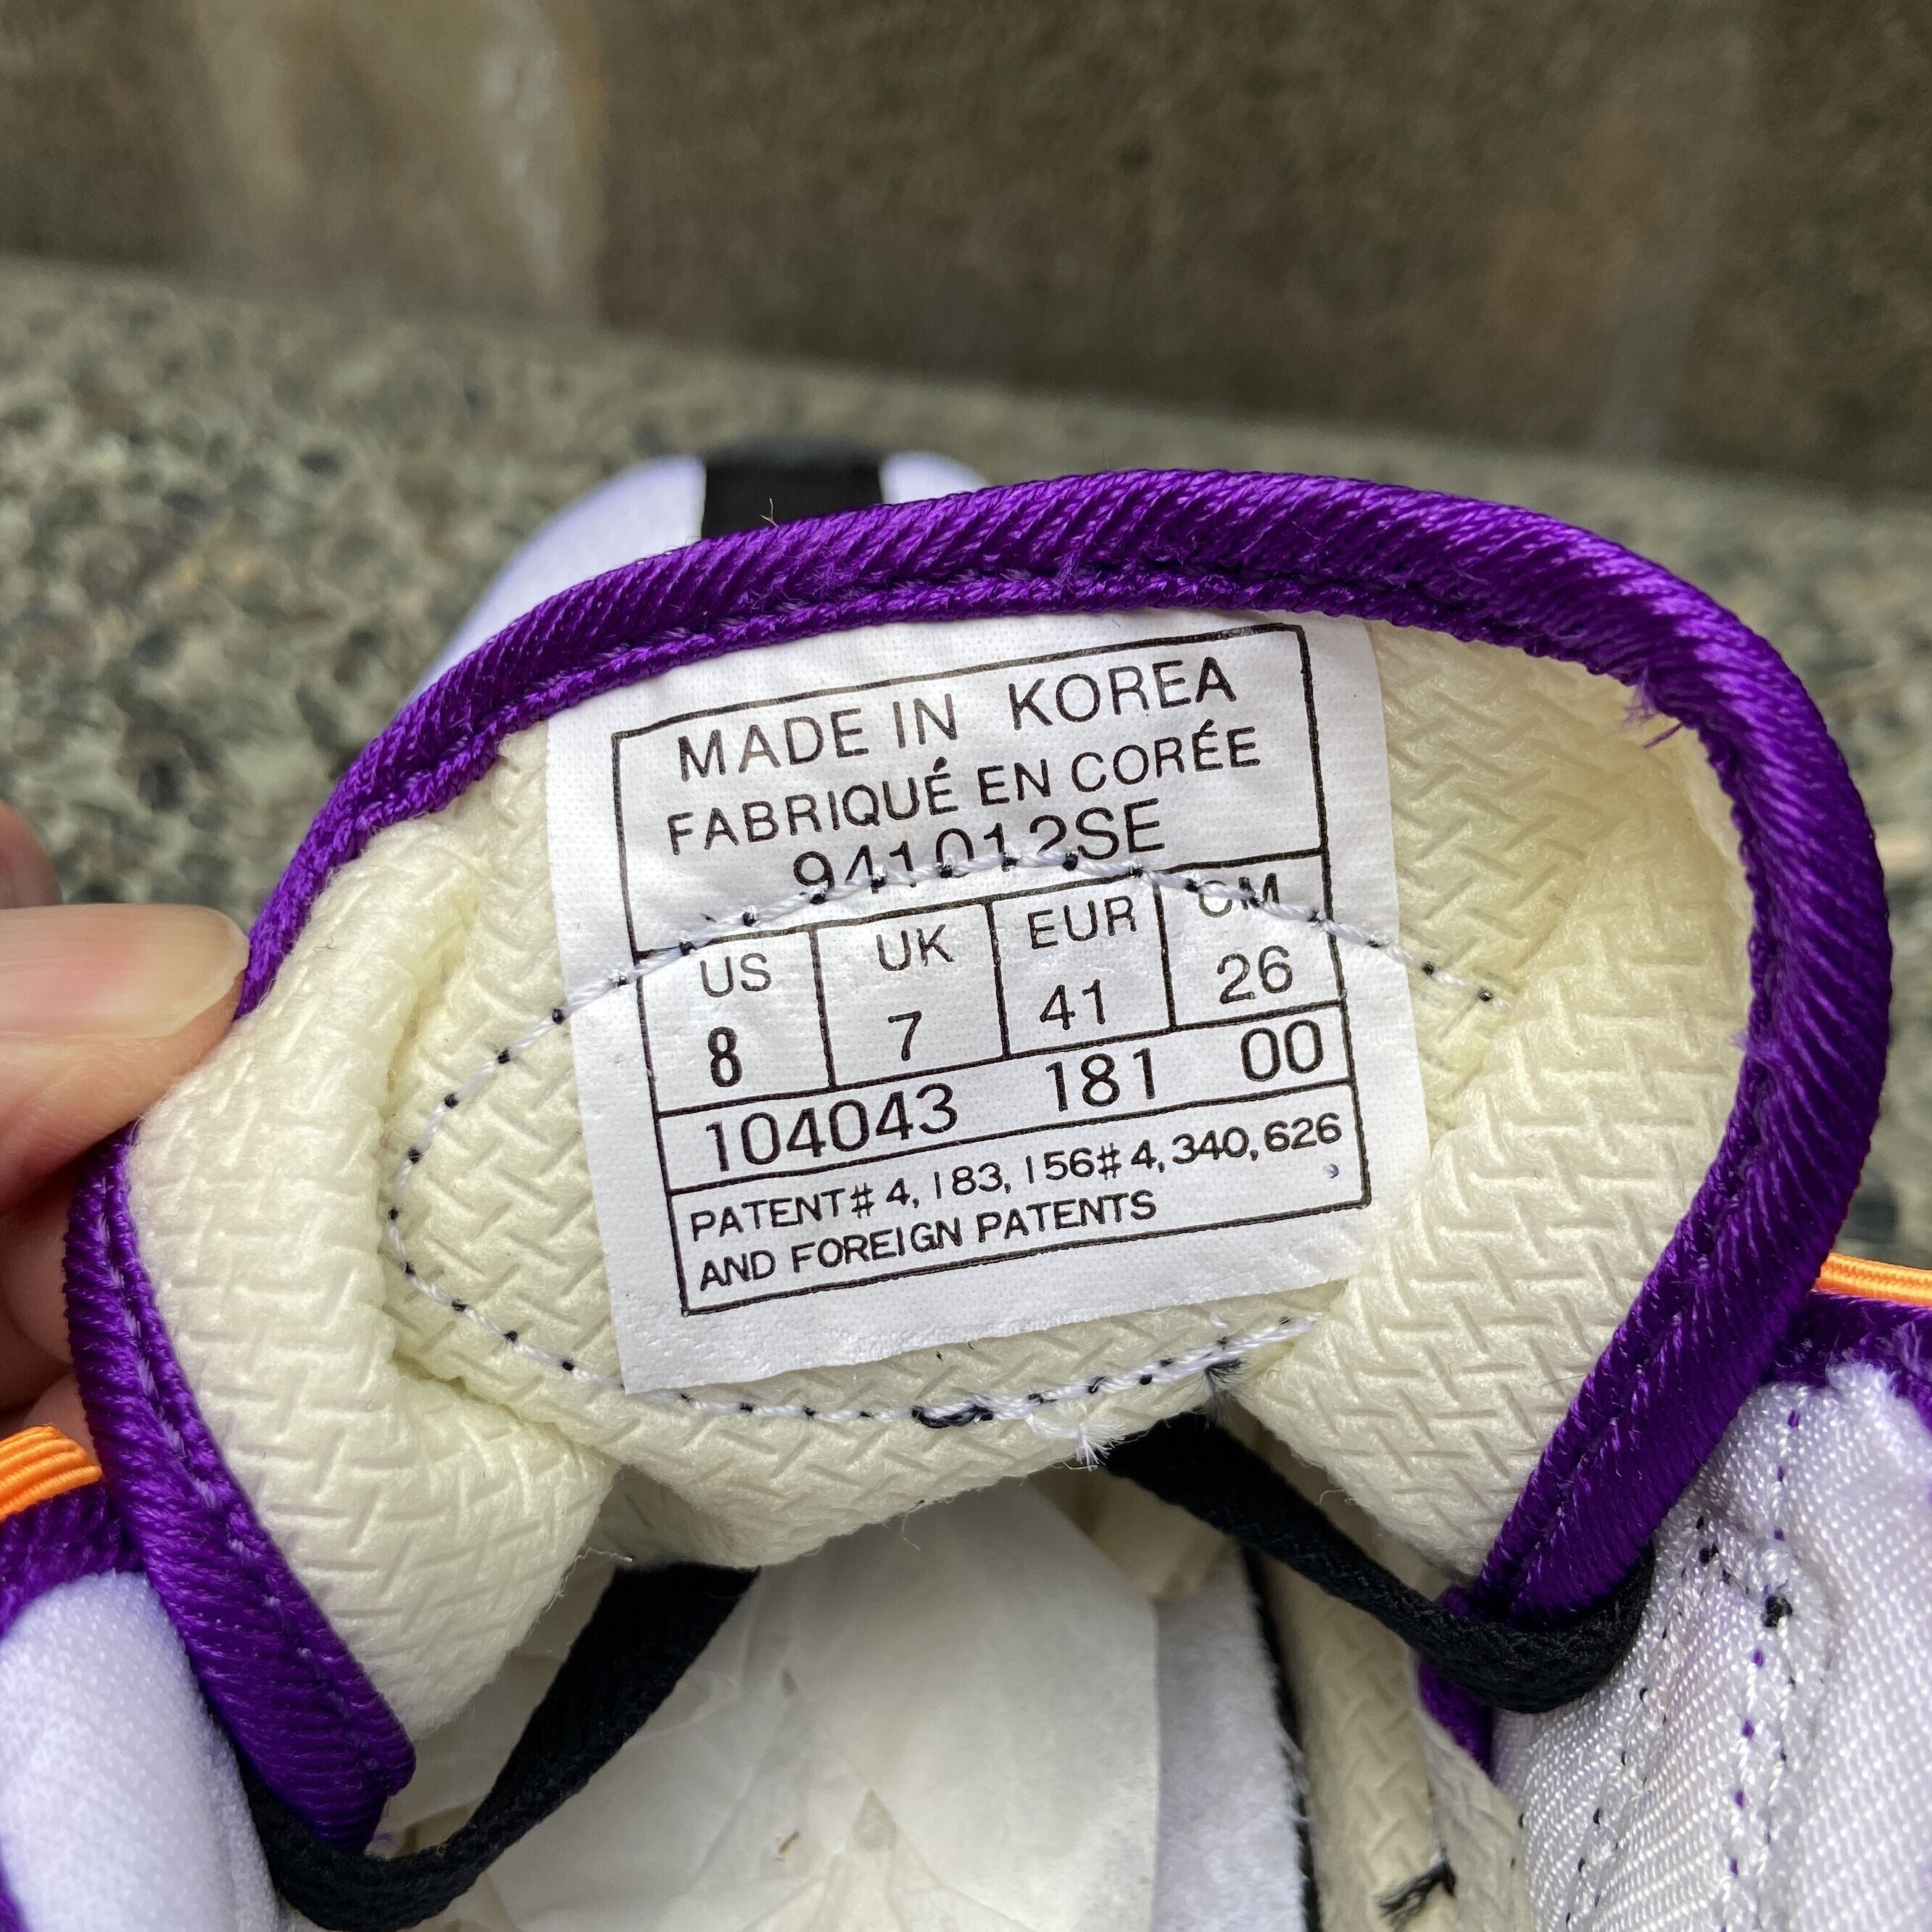 MADE IN KOREA
FABRIQUÉ EN CORÉE
941012SE
US UK EUR CM
8 7 41 26
104043 181 00
PATENT# 4,183,156# 4,340,626
AND FOREIGN PATENTS